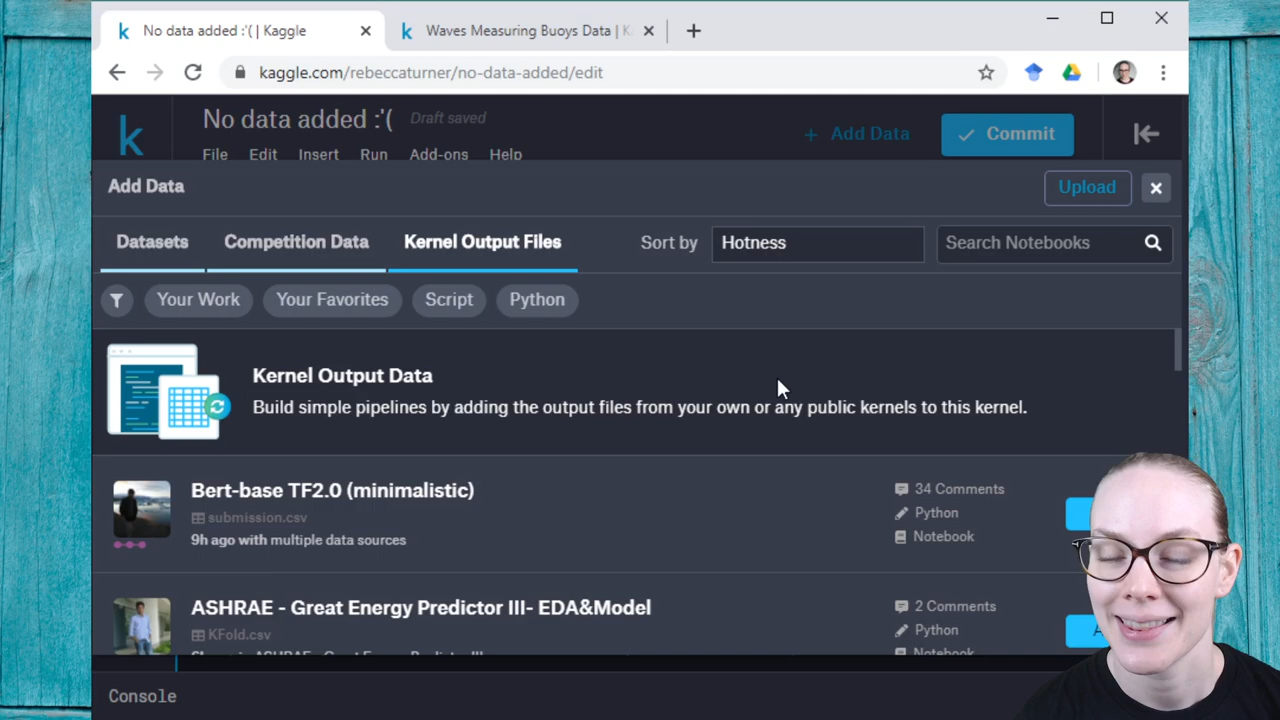 No data added :'( | Kaggle
Waves Measuring Buoys Data |
kaggle.com/rebeccaturner/no-data-added/edit
k
No data added :'( Draft saved
+ Add Data
Commit
File Edit Insert Run Add-ons Help
Add Data
Upload
Datasets
Competition Data
Kernel Output Files
Sort by
Hotness
Search Notebooks
Your Work
Your Favorites
Script
Python
Kernel Output Data
Build simple pipelines by adding the output files from your own or any public kernels to this kernel.
Bert-base TF2.0 (minimalistic)
submission.csv
9h ago with multiple data sources
34 Comments
Python
Notebook
ASHRAE - Great Energy Predictor III- EDA&Model
KFold.csv
2 Comments
Python
Notebook
Console